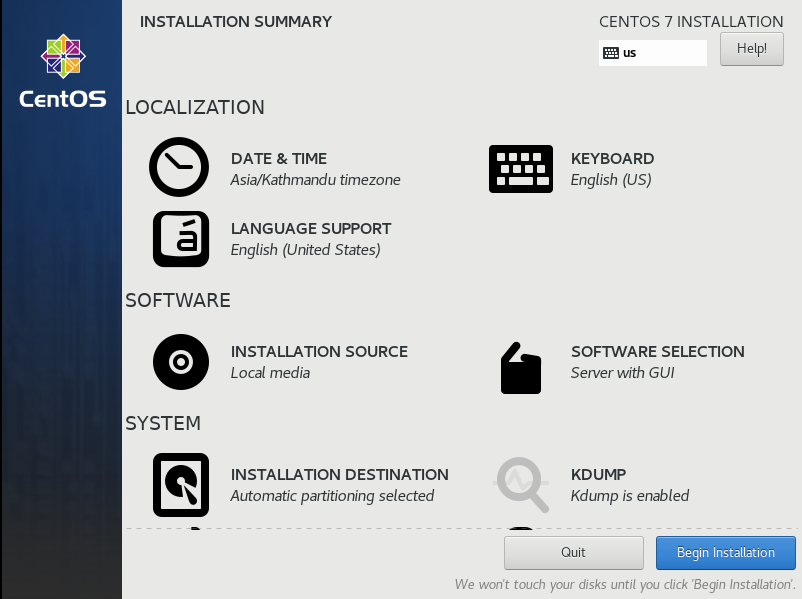 INSTALLATION SUMMARY
CENTOS 7 INSTALLATION
us
Help!
CentOS
LOCALIZATION
DATE & TIME
Asia/Kathmandu timezone
KEYBOARD
English (US)
LANGUAGE SUPPORT
English (United States)
SOFTWARE
INSTALLATION SOURCE
Local media
SOFTWARE SELECTION
Server with GUI
SYSTEM
INSTALLATION DESTINATION
Automatic partitioning selected
KDUMP
Kdump is enabled
Quit
Begin Installation
We won't touch your disks until you click 'Begin Installation'.